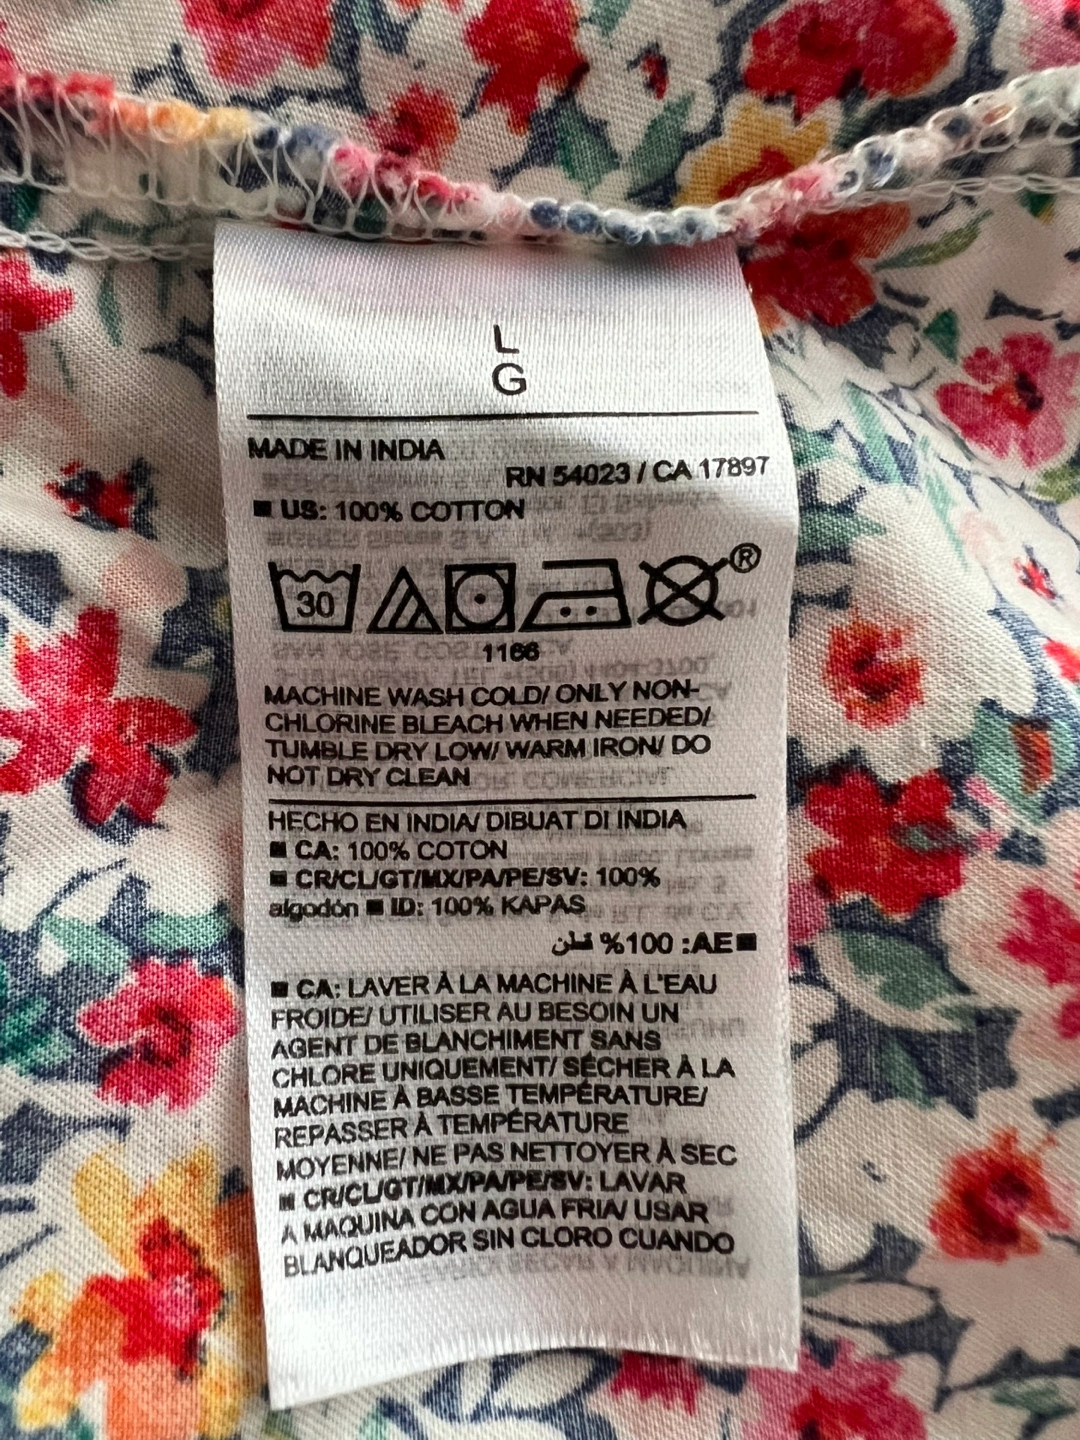 L
G
MADE IN INDIA
RN 54023 / CA 17897
■ US: 100% COTTON
30
®
1166
MACHINE WASH COLD/ ONLY NON-
CHLORINE BLEACH WHEN NEEDED/
TUMBLE DRY LOW/ WARM IRON/ DO
NOT DRY CLEAN
HECHO EN INDIA/ DIBUAT DI INDIA
■ CA: 100% COTON
■ CR/CL/GT/MX/PA/PE/SV: 100%
algodón ■ ID: 100% KAPAS
■AE: 100% قطن
■ CA: LAVER À LA MACHINE À L'EAU
FROIDE/ UTILISER AU BESOIN UN
AGENT DE BLANCHIMENT SANS
CHLORE UNIQUEMENT/ SÉCHER À LA
MACHINE À BASSE TEMPÉRATURE/
REPASSER À TEMPÉRATURE
MOYENNE/ NE PAS NETTOYER À SEC
■ CR/CL/GT/MX/PA/PE/SV: LAVAR
A MAQUINA CON AGUA FRIA/ USAR
BLANQUEADOR SIN CLORO CUANDO